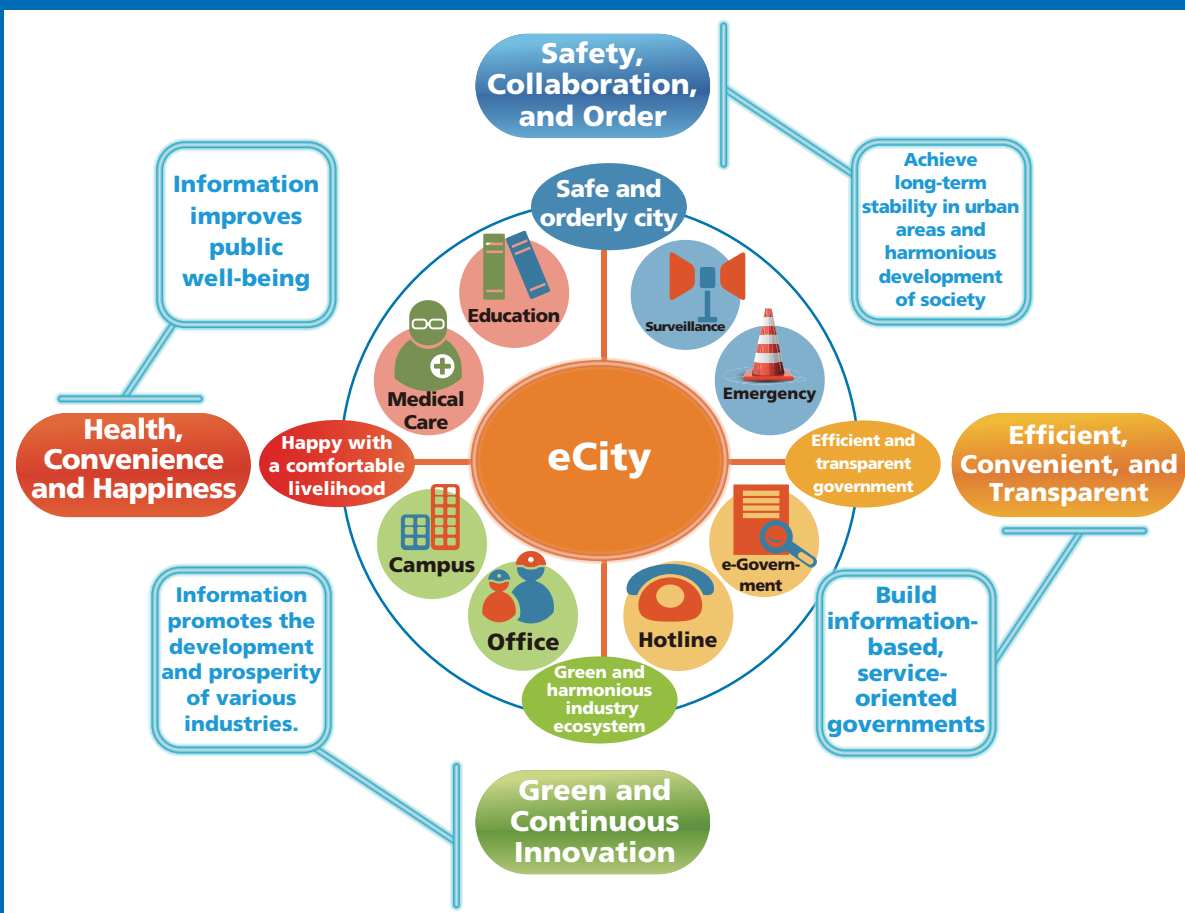 Safety,
Collaboration,
and Order
Information
improves
public
well-being
Achieve
long-term
stability in urban
areas and
harmonious
development
of society
Safe and
orderly city
Education
Surveillance
Medical
Care
Emergency
Health,
Convenience
and Happiness
Happy with
a comfortable
livelihood
eCity
Efficient and
transparent
government
Efficient,
Convenient, and
Transparent
Campus
e-Govern-
ment
Office
Hotline
Information
promotes the
development
and prosperity
of various
industries.
Build
information-
based,
service-
oriented
governments
Green and
harmonious
industry
ecosystem
Green and
Continuous
Innovation